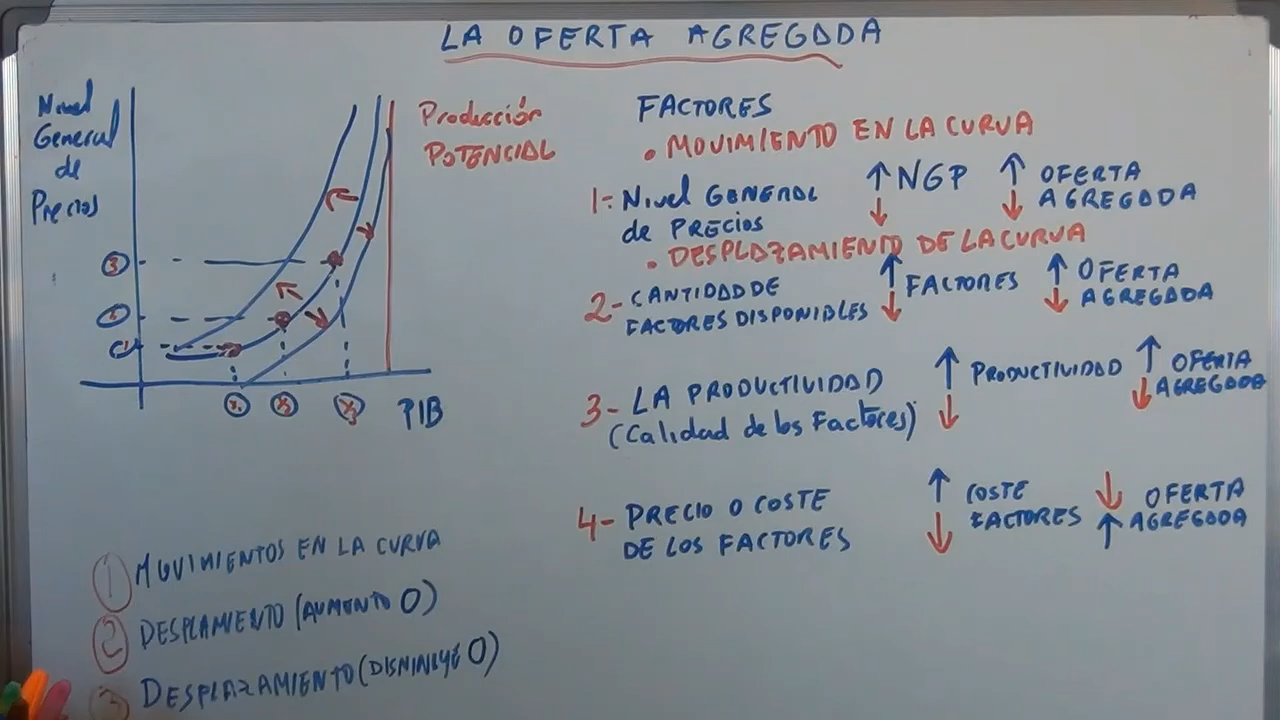 LA OFERTA AGREGADA
Nivel
General
de
Precios
Producción
POTENCIAL
PIB
FACTORES
• MOVIMIENTO EN LA CURVA
1- Nivel GENERAL
de PRECIOS
↑ NGP ↑ OFERTA
↓ ↓ AGREGADA
• DESPLAZAMIENTO DE LA CURVA
2- CANTIDAD DE
FACTORES DISPONIBLES
↑ FACTORES ↑ OFERTA
↓ ↓ AGREGADA
3- LA PRODUCTIVIDAD
(Calidad de los Factores)
↑ PRODUCTIVIDAD ↑ OFERTA
↓ ↓ AGREGADA
4- PRECIO O COSTE
DE LOS FACTORES
↑ COSTE ↓ OFERTA
↓ FACTORES ↑ AGREGADA
1 MOVIMIENTOS EN LA CURVA
2 DESPLAMIENTO (AUMENTO O)
3 DESPLAZAMIENTO (DISMINUYE O)